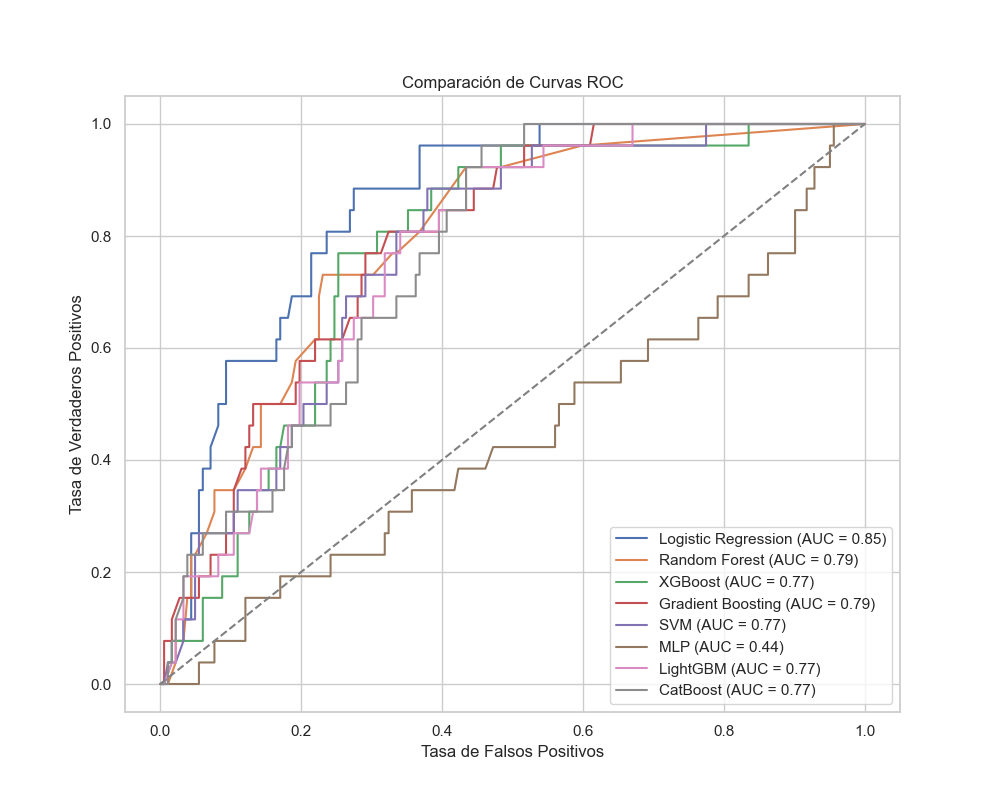 Comparación de Curvas ROC
Tasa de Verdaderos Positivos
1.0
0.8
0.6
0.4
0.2
0.0
0.0 0.2 0.4 0.6 0.8 1.0
Tasa de Falsos Positivos
Logistic Regression (AUC = 0.85)
Random Forest (AUC = 0.79)
XGBoost (AUC = 0.77)
Gradient Boosting (AUC = 0.79)
SVM (AUC = 0.77)
MLP (AUC = 0.44)
LightGBM (AUC = 0.77)
CatBoost (AUC = 0.77)